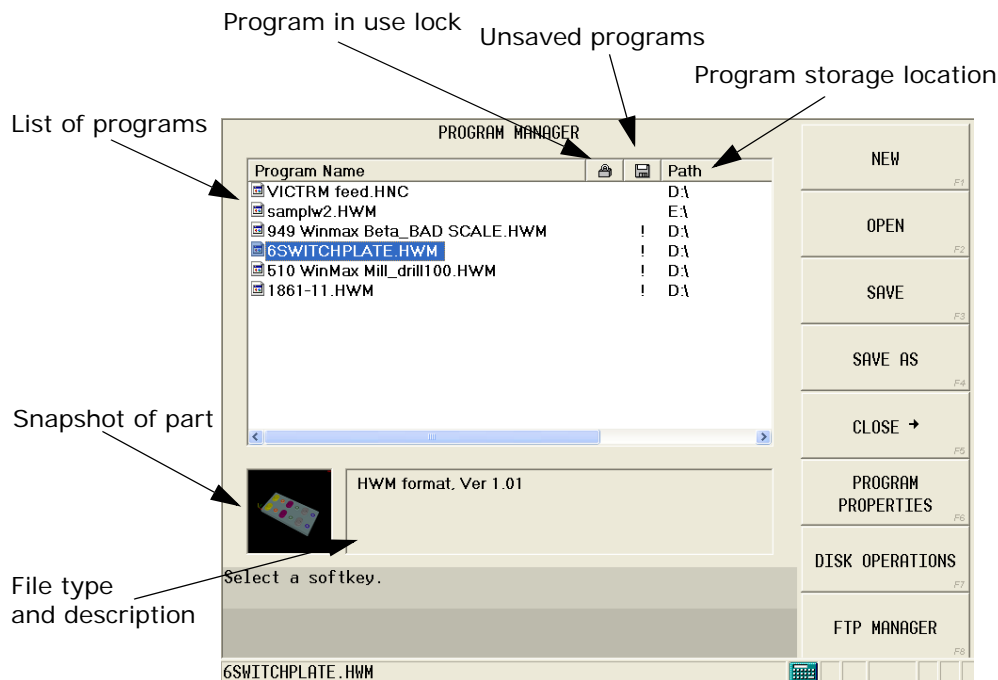 Program in use lock
Unsaved programs
Program storage location
List of programs
PROGRAM MANAGER
Program Name Path
VICTRM feed.HNC D:\
samplw2.HWM E:\
949 Winmax Beta_BAD SCALE.HWM ! D:\
6SWITCHPLATE.HWM ! D:\
510 WinMax Mill_drill100.HWM ! D:\
1861-11.HWM ! D:\
Snapshot of part
HWM format, Ver 1.01
File type
and description
Select a softkey.
6SWITCHPLATE.HWM
NEW
F1
OPEN
F2
SAVE
F3
SAVE AS
F4
CLOSE →
F5
PROGRAM
PROPERTIES
F6
DISK OPERATIONS
F7
FTP MANAGER
F8